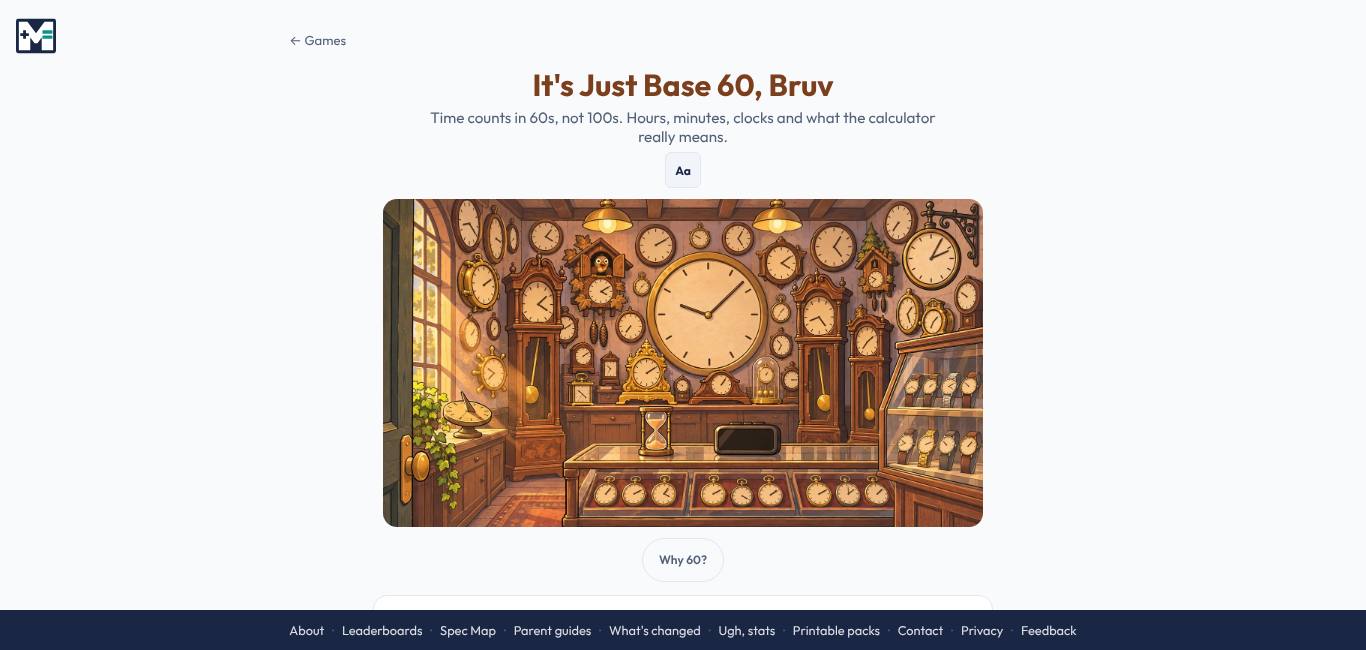 ← Games
It's Just Base 60, Bruv
Time counts in 60s, not 100s. Hours, minutes, clocks and what the calculator
really means.
Aa
Why 60?
About · Leaderboards · Spec Map · Parent guides · What's changed · Ugh, stats · Printable packs · Contact · Privacy · Feedback